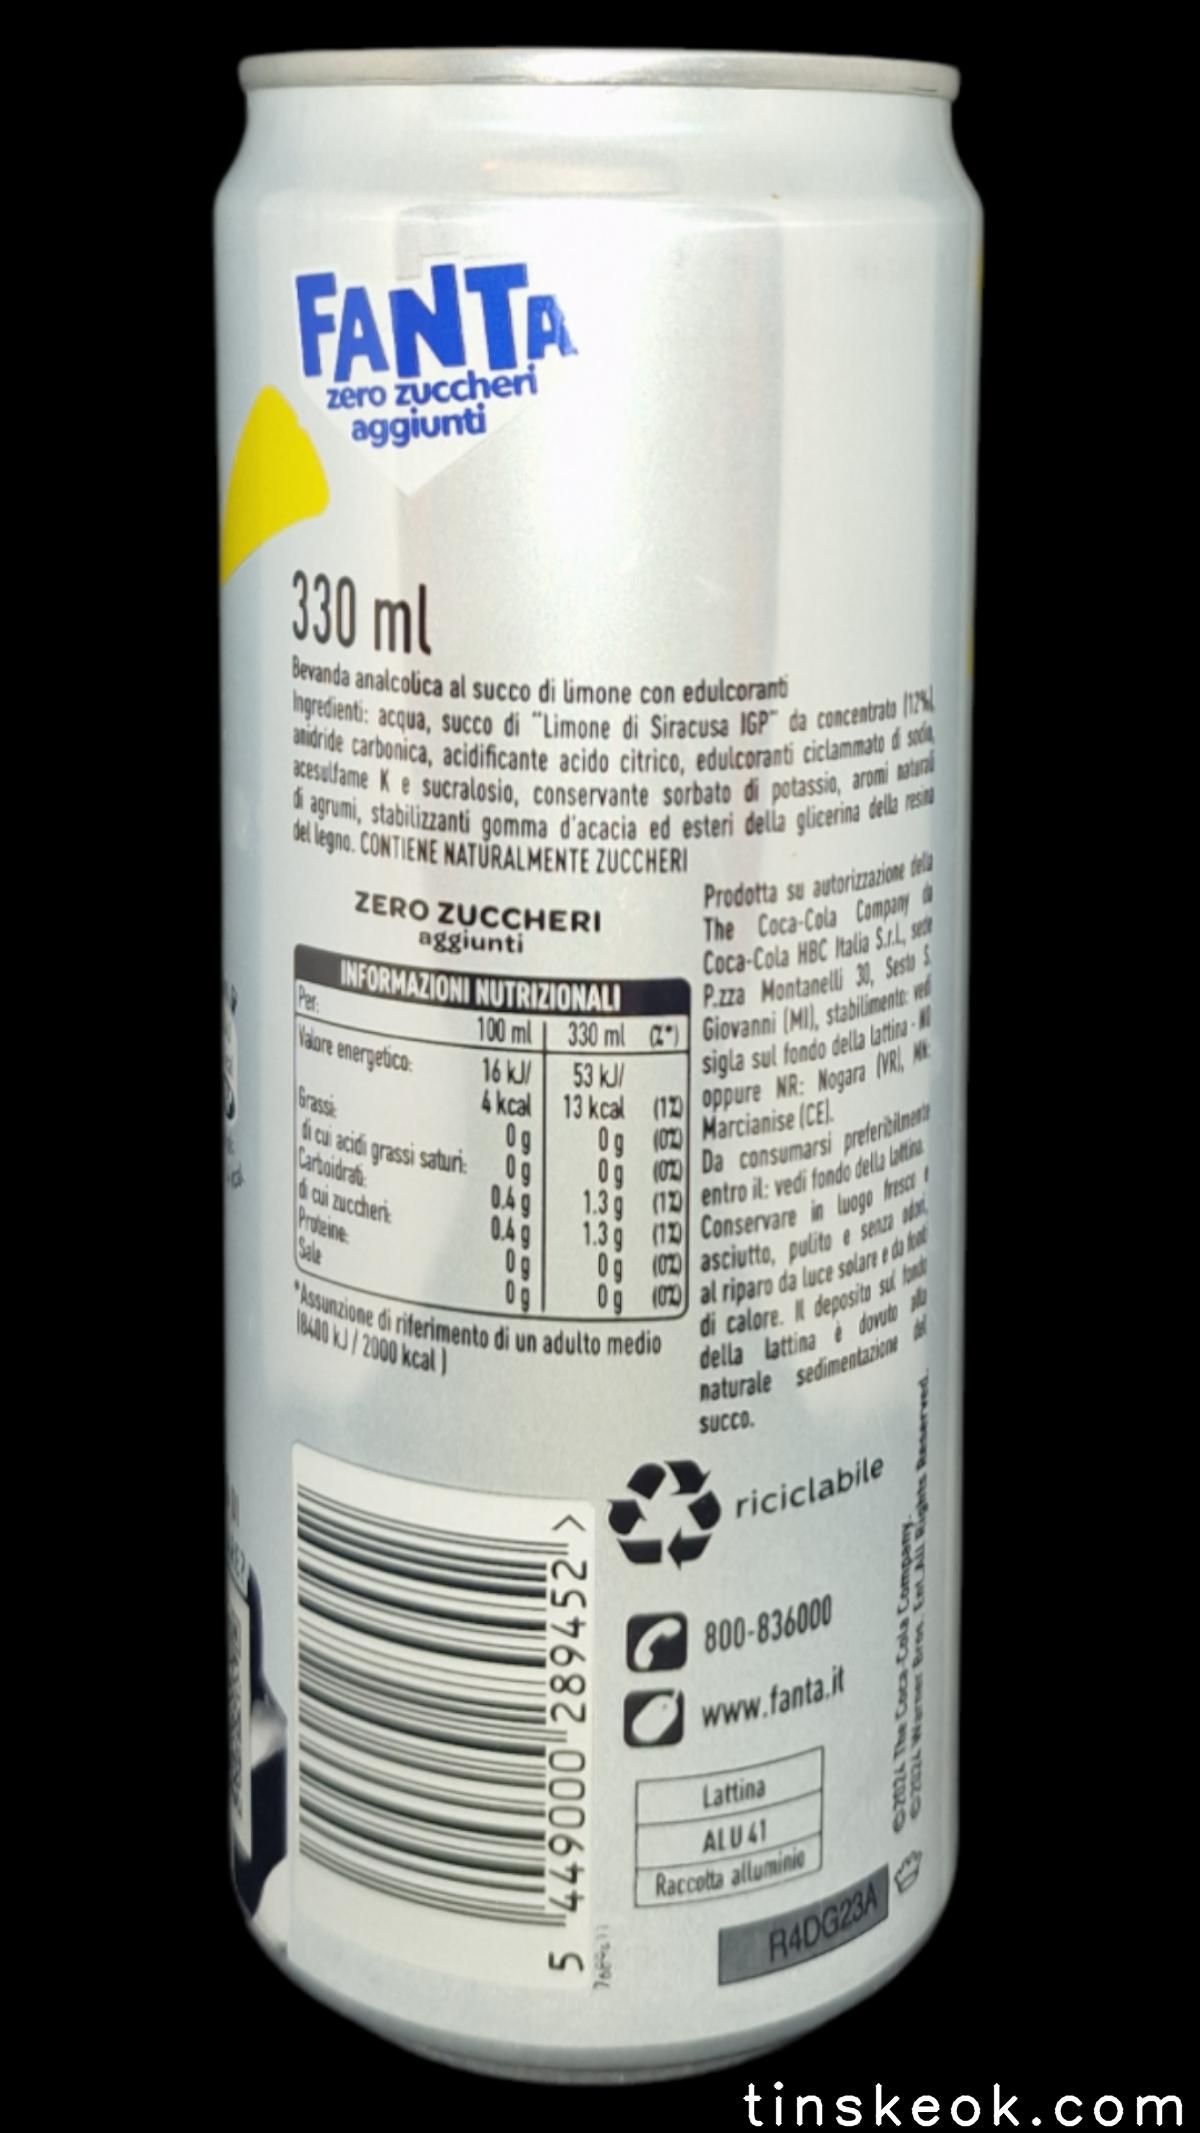 FANTA
zero zuccheri
aggiunti
330 ml
Bevanda analcolica al succo di limone con edulcoranti
Ingredienti: acqua, succo di "Limone di Siracusa IGP" da concentrato (12%),
anidride carbonica, acidificante acido citrico, edulcoranti ciclammato di sodio,
acesulfame K e sucralosio, conservante sorbato di potassio, aromi naturali
di agrumi, stabilizzanti gomma d'acacia ed esteri della glicerina della resina
del legno. CONTIENE NATURALMENTE ZUCCHERI
ZERO ZUCCHERI
aggiunti
INFORMAZIONI NUTRIZIONALI
Per: 100 ml 330 ml (%*)
Valore energetico: 16 kJ/ 53 kJ/
4 kcal 13 kcal (1%)
Grassi: 0 g 0 g (0%)
di cui acidi grassi saturi: 0 g 0 g (0%)
Carboidrati: 0.4 g 1.3 g (1%)
di cui zuccheri: 0.4 g 1.3 g (1%)
Proteine: 0 g 0 g (0%)
Sale 0 g 0 g (0%)
*Assunzione di riferimento di un adulto medio
(8400 kJ / 2000 kcal )
Prodotta su autorizzazione della
The Coca-Cola Company da
Coca-Cola HBC Italia S.r.l., sede
P.zza Montanelli 30, Sesto S.
Giovanni (MI), stabilimento: vedi
sigla sul fondo della lattina - NO
oppure NR: Nogara (VR), MK:
Marcianise (CE).
Da consumarsi preferibilmente
entro il: vedi fondo della lattina.
Conservare in luogo fresco e
asciutto, pulito e senza odori,
al riparo da luce solare e da fonti
di calore. Il deposito sul fondo
della lattina è dovuto alla
naturale sedimentazione del
succo.
riciclabile
800-836000
www.fanta.it
Lattina
ALU 41
Raccolta alluminio
R4DG23A
©2024 The Coca-Cola Company.
©2024 Warner Bros. Ent. All Rights Reserved.
5 449000 289452 >
tinskeok.com